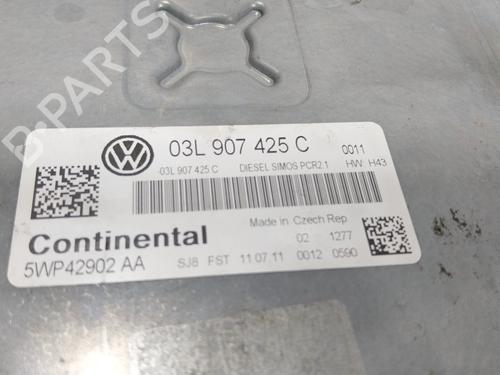 B-PARTS
03L 907 425 C
0011
03L 907 425 C DIESEL SIMOS PCR2.1 HW H43
Made in Czech Rep.
Continental
02 1277
5WP42902 AA
SJ8 FST 11.07.11 0012 0590